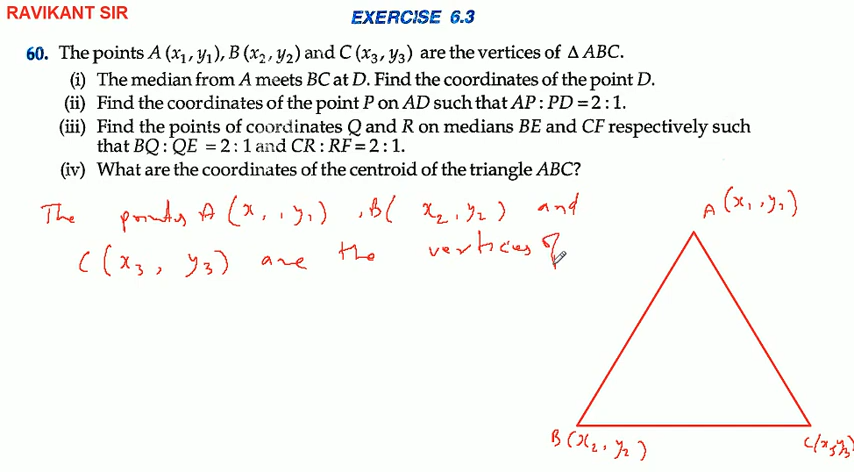 RAVIKANT SIR
EXERCISE 6.3
60. The points A (x₁, y₁), B (x₂, y₂) and C (x₃, y₃) are the vertices of Δ ABC.
(i) The median from A meets BC at D. Find the coordinates of the point D.
(ii) Find the coordinates of the point P on AD such that AP : PD = 2 : 1.
(iii) Find the points of coordinates Q and R on medians BE and CF respectively such
that BQ : QE = 2 : 1 and CR : RF = 2 : 1.
(iv) What are the coordinates of the centroid of the triangle ABC?
The points A (x₁, y₁), B( x₂, y₂) and
C(x₃, y₃) are the vertices of
A (x₁, y₁)
B (x₂, y₂)
C(x₃, y₃)